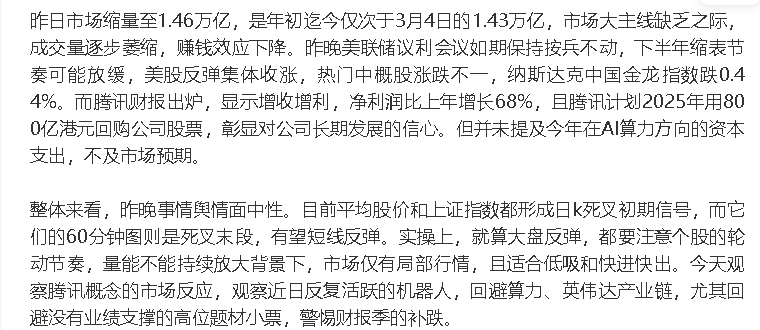 昨日市场缩量至1.46万亿，是年初迄今仅次于3月4日的1.43万亿，市场大主线缺乏之际，
成交量逐步萎缩，赚钱效应下降。昨晚美联储议利会议如期保持按兵不动，下半年缩表节
奏可能放缓，美股反弹集体收涨，热门中概股涨跌不一，纳斯达克中国金龙指数跌0.4
4%。而腾讯财报出炉，显示增收增利，净利润比上年增长68%，且腾讯计划2025年用80
0亿港元回购公司股票，彰显对公司长期发展的信心。但并未提及今年在AI算力方向的资本
支出，不及市场预期。
整体来看，昨晚事情舆情面中性。目前平均股价和上证指数都形成日k死叉初期信号，而它
们的60分钟图则是死叉末段，有望短线反弹。实操上，就算大盘反弹，都要注意个股的轮
动节奏，量能不能持续放大背景下，市场仅有局部行情，且适合低吸和快进快出。今天观
察腾讯概念的市场反应，观察近日反复活跃的机器人，回避算力、英伟达产业链，尤其回
避没有业绩支撑的高位题材小票，警惕财报季的补跌。